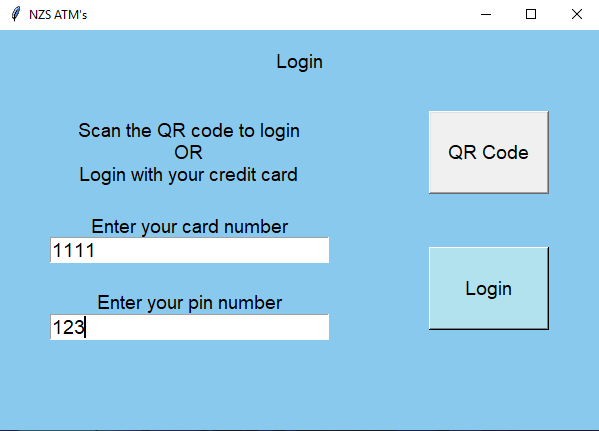 NZS ATM's
Login
Scan the QR code to login
OR
Login with your credit card
QR Code
Enter your card number
1111
Login
Enter your pin number
123